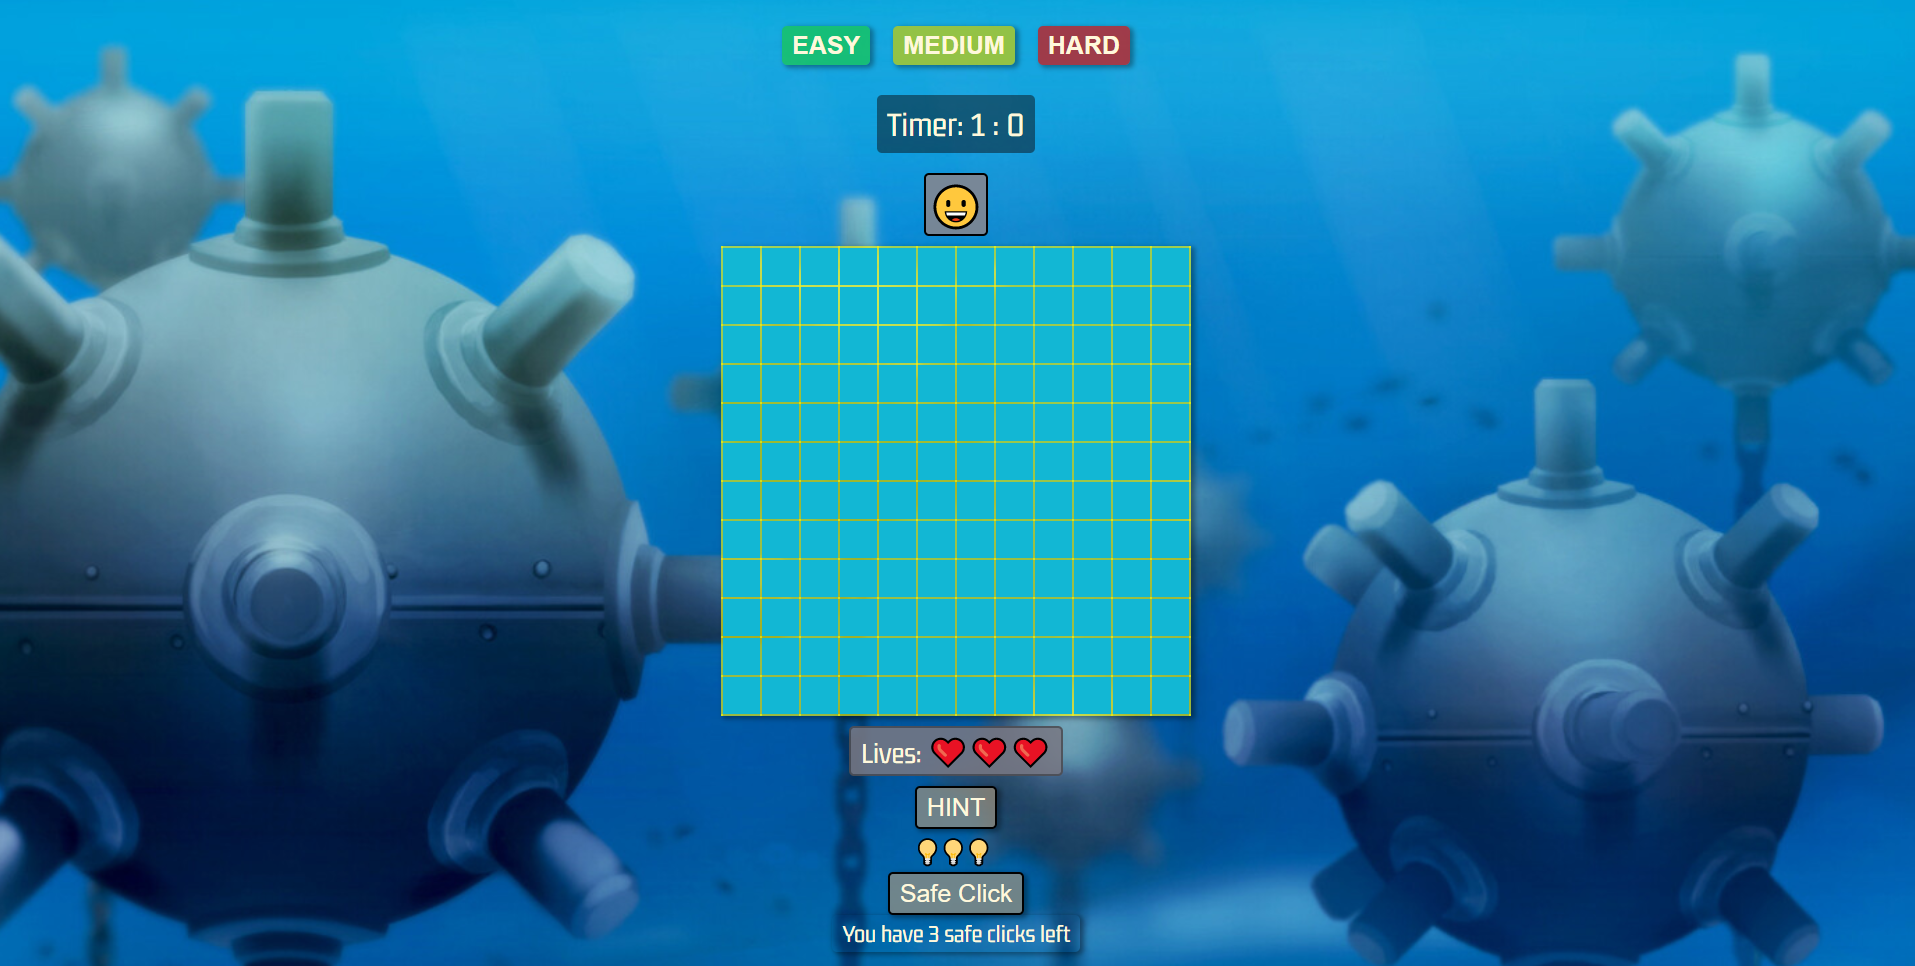 EASY MEDIUM HARD
Timer: 1 : 0
Lives:
HINT
Safe Click
You have 3 safe clicks left